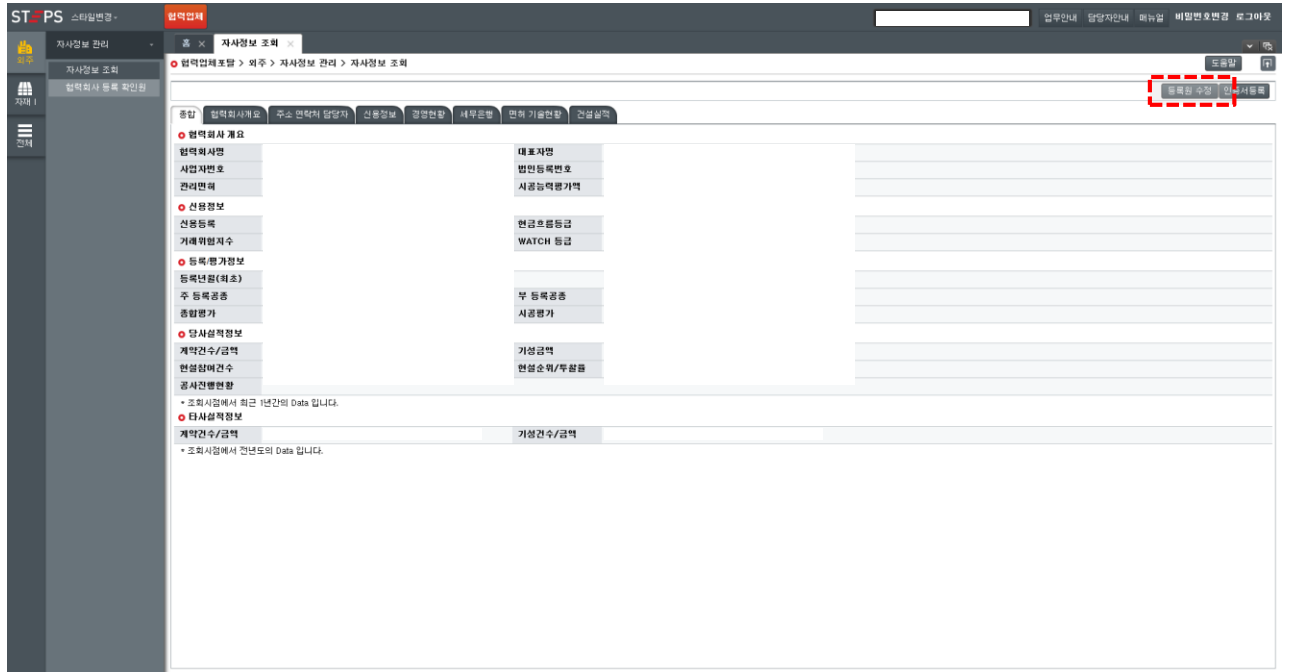 STEPS 스타일변경 협력업체 업무안내 담당자안내 매뉴얼 비밀번호변경 로그아웃
외주 자사정보 관리 홈 × 자사정보 조회 ×
자사정보 조회 협력업체포탈 > 외주 > 자사정보 관리 > 자사정보 조회 도움말
협력회사 등록 확인원 등록원 수정 인증서등록
자재 I
전체
종합 협력회사개요 주소 연락처 담당자 신용정보 경영현황 세무은행 면허 기술현황 건설실적
협력회사 개요
협력회사명 대표자명
사업자번호 법인등록번호
관리면허 시공능력평가액
신용정보
신용등록 현금흐름등급
거래위험지수 WATCH 등급
등록/평가정보
등록년월(최초)
주 등록공종 부 등록공종
종합평가 시공평가
당사실적정보
계약건수/금액 기성금액
현설참여건수 현설순위/투찰률
공사진행현황
* 조회시점에서 최근 1년간의 Data 입니다.
타사실적정보
계약건수/금액 기성건수/금액
* 조회시점에서 전년도의 Data 입니다.